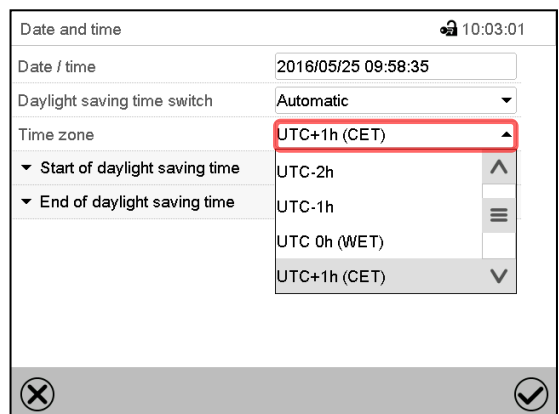 Date and time 10:03:01
Date / time 2016/05/25 09:58:35
Daylight saving time switch Automatic
Time zone UTC+1h (CET)
Start of daylight saving time UTC-2h
UTC-1h
End of daylight saving time
UTC 0h (WET)
UTC+1h (CET)